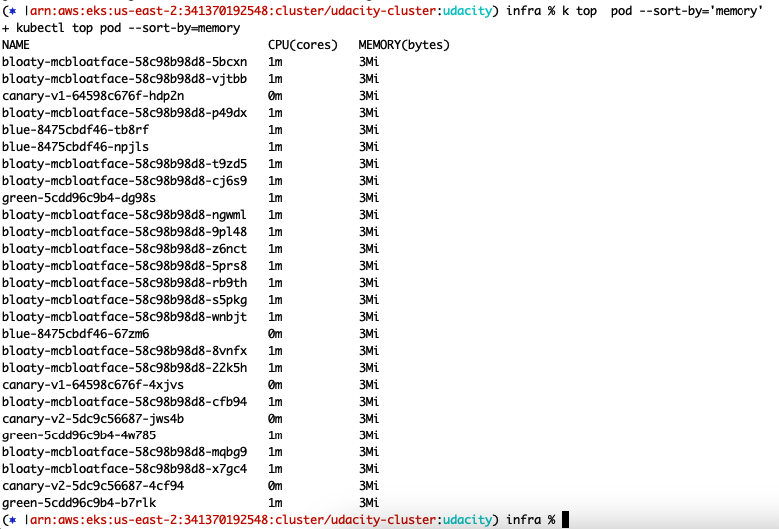 (* |arn:aws:eks:us-east-2:341370192548:cluster/udacity-cluster:udacity) infra % k top  pod --sort-by='memory'
+ kubectl top pod --sort-by=memory
NAME                              CPU(cores)   MEMORY(bytes)
bloaty-mcbloatface-58c98b98d8-5bcxn   1m           3Mi
bloaty-mcbloatface-58c98b98d8-vjtbb   1m           3Mi
canary-v1-64598c676f-hdp2n            0m           3Mi
bloaty-mcbloatface-58c98b98d8-p49dx   1m           3Mi
blue-8475cbdf46-tb8rf                 1m           3Mi
blue-8475cbdf46-npjls                 1m           3Mi
bloaty-mcbloatface-58c98b98d8-t9zd5   1m           3Mi
bloaty-mcbloatface-58c98b98d8-cj6s9   1m           3Mi
green-5cdd96c9b4-dg98s                1m           3Mi
bloaty-mcbloatface-58c98b98d8-ngwml   1m           3Mi
bloaty-mcbloatface-58c98b98d8-9pl48   1m           3Mi
bloaty-mcbloatface-58c98b98d8-z6nct   1m           3Mi
bloaty-mcbloatface-58c98b98d8-5prs8   1m           3Mi
bloaty-mcbloatface-58c98b98d8-rb9th   1m           3Mi
bloaty-mcbloatface-58c98b98d8-s5pkg   1m           3Mi
bloaty-mcbloatface-58c98b98d8-wnbjt   1m           3Mi
blue-8475cbdf46-67zm6                 0m           3Mi
bloaty-mcbloatface-58c98b98d8-8vnfx   1m           3Mi
bloaty-mcbloatface-58c98b98d8-22k5h   1m           3Mi
canary-v1-64598c676f-4xjvs            0m           3Mi
bloaty-mcbloatface-58c98b98d8-cfb94   1m           3Mi
canary-v2-5dc9c56687-jws4b            0m           3Mi
green-5cdd96c9b4-4w785                1m           3Mi
bloaty-mcbloatface-58c98b98d8-mqbg9   1m           3Mi
bloaty-mcbloatface-58c98b98d8-x7gc4   1m           3Mi
canary-v2-5dc9c56687-4cf94            0m           3Mi
green-5cdd96c9b4-b7rlk                1m           3Mi
(* |arn:aws:eks:us-east-2:341370192548:cluster/udacity-cluster:udacity) infra %